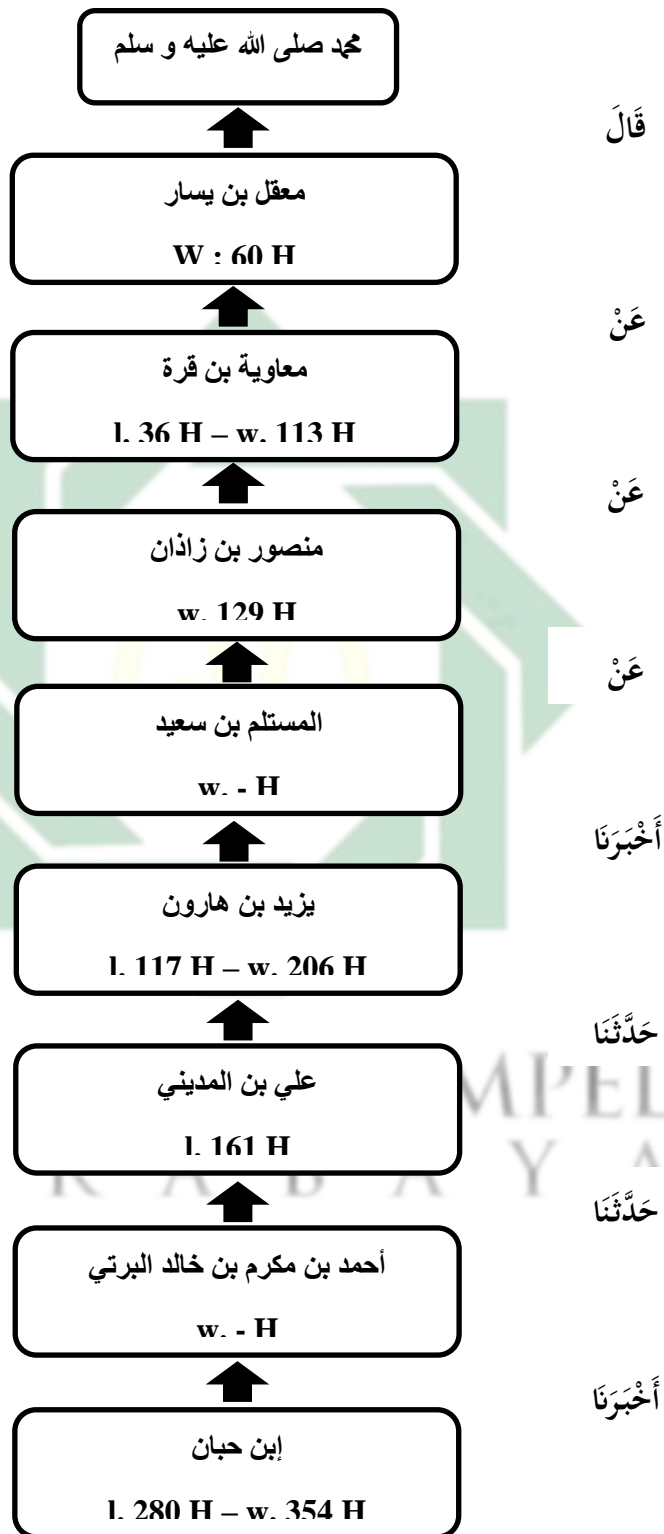 محمد صلى الله عليه و سلم
قَالَ
معقل بن يسار
W : 60 H
عَنْ
معاوية بن قرة
l. 36 H – w. 113 H
عَنْ
منصور بن زاذان
w. 129 H
عَنْ
المستلم بن سعيد
w. - H
أَخْبَرَنَا
يزيد بن هارون
l. 117 H – w. 206 H
حَدَّثَنَا
علي بن المديني
l. 161 H
حَدَّثَنَا
أحمد بن مكرم بن خالد البرتي
w. - H
أَخْبَرَنَا
إبن حبان
l. 280 H – w. 354 H